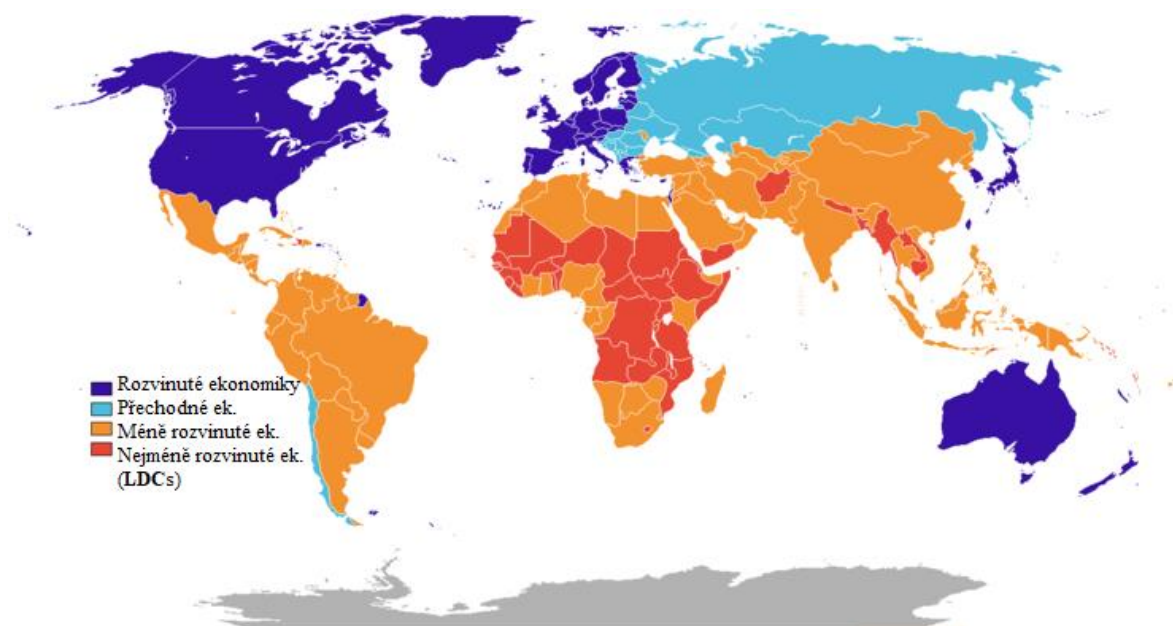 Rozvinuté ekonomiky
Přechodné ek.
Méně rozvinuté ek.
Nejméně rozvinuté ek.
(LDCs)